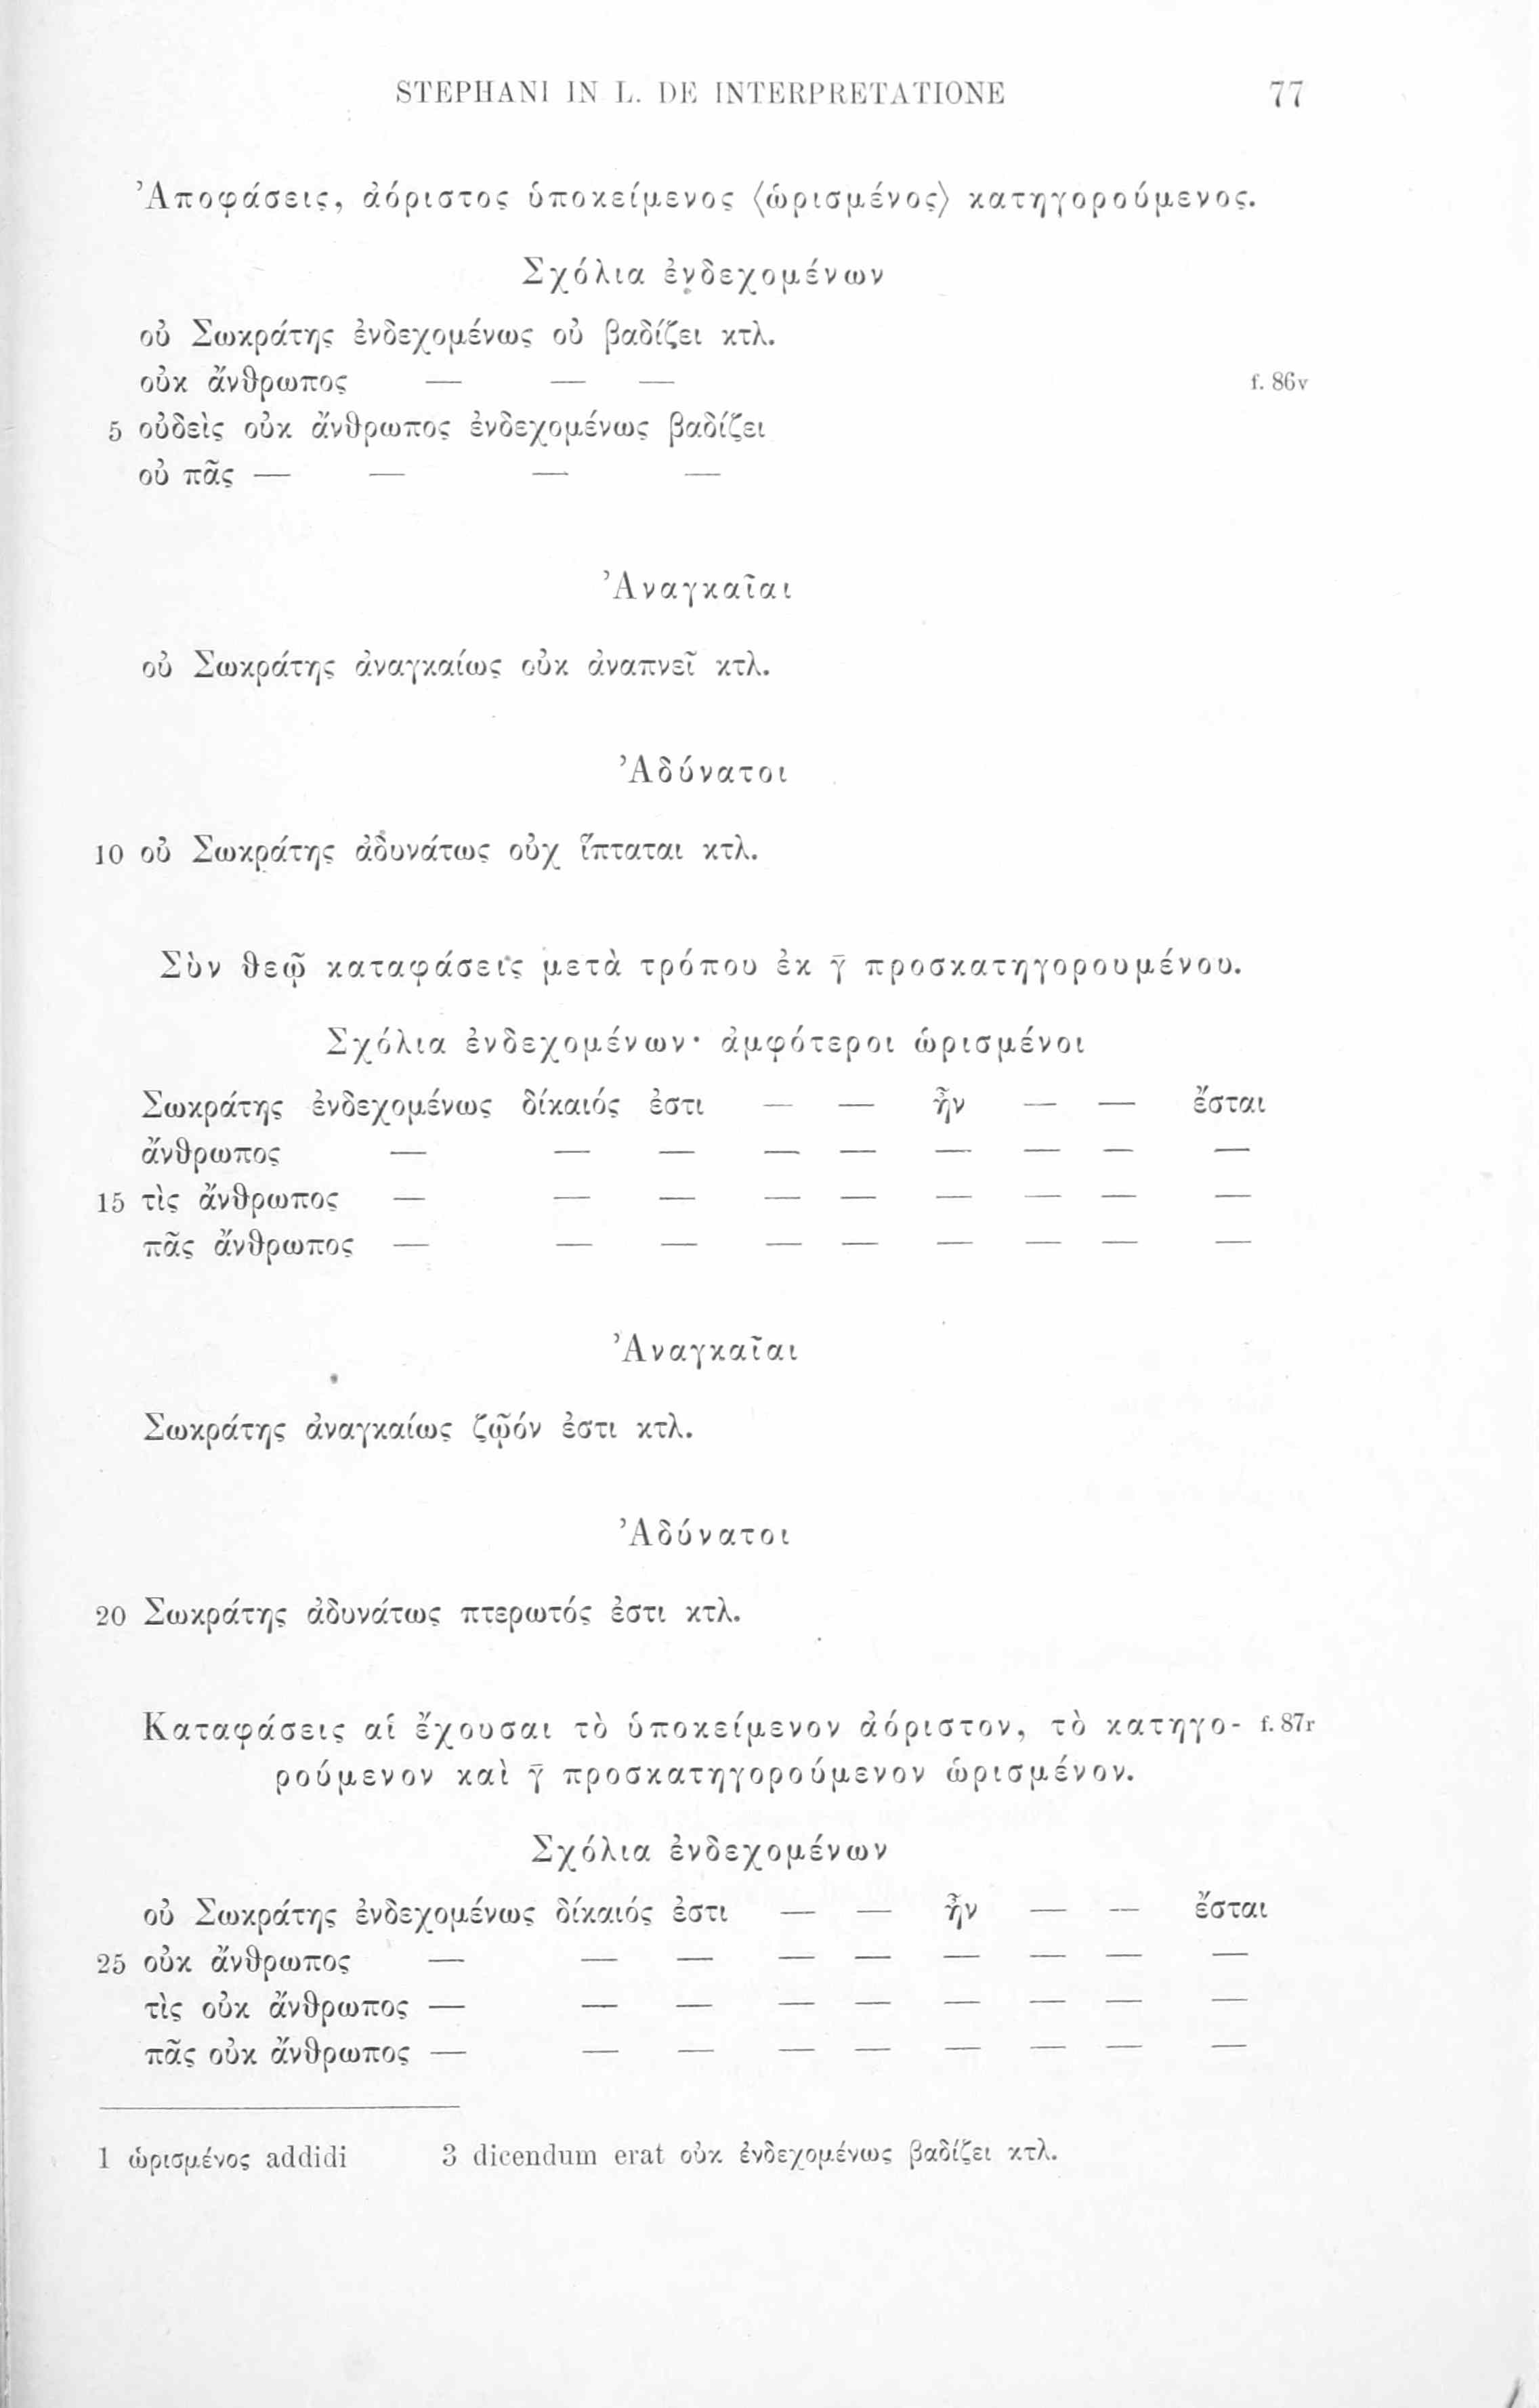 STEPHANI IN L. DE INTERPRETATIONE 77
Ἀποφάσεις, ἀόριστος ὑποκείμενος ⟨ὡρισμένος⟩ κατηγορούμενος.
Σχόλια ἐνδεχομένων
οὐ Σωκράτης ἐνδεχομένως οὐ βαδίζει κτλ.
οὐκ ἄνθρωπος — — — f. 86v
5 οὐδεὶς οὐκ ἄνθρωπος ἐνδεχομένως βαδίζει
οὐ πᾶς — — — —
Ἀναγκαῖαι
οὐ Σωκράτης ἀναγκαίως οὐκ ἀναπνεῖ κτλ.
Ἀδύνατοι
10 οὐ Σωκράτης ἀδυνάτως οὐχ ἵπταται κτλ.
Σὺν θεῷ καταφάσεις μετὰ τρόπου ἐκ γ̄ προσκατηγορουμένου.
Σχόλια ἐνδεχομένων· ἀμφότεροι ὡρισμένοι
Σωκράτης ἐνδεχομένως δίκαιός ἐστι — — ἦν — — ἔσται
ἄνθρωπος — — — — — — — — —
15 τὶς ἄνθρωπος — — — — — — — — —
πᾶς ἄνθρωπος — — — — — — — — —
Ἀναγκαῖαι
Σωκράτης ἀναγκαίως ζῷόν ἐστι κτλ.
Ἀδύνατοι
20 Σωκράτης ἀδυνάτως πτερωτός ἐστι κτλ.
Καταφάσεις αἱ ἔχουσαι τὸ ὑποκείμενον ἀόριστον, τὸ κατηγο- f. 87r
ρούμενον καὶ γ̄ προσκατηγορούμενον ὡρισμένον.
Σχόλια ἐνδεχομένων
οὐ Σωκράτης ἐνδεχομένως δίκαιός ἐστι — — ἦν — — ἔσται
25 οὐκ ἄνθρωπος — — — — — — — — —
τὶς οὐκ ἄνθρωπος — — — — — — — — —
πᾶς οὐκ ἄνθρωπος — — — — — — — — —
1 ὡρισμένος addidi 3 dicendum erat οὐκ ἐνδεχομένως βαδίζει κτλ.